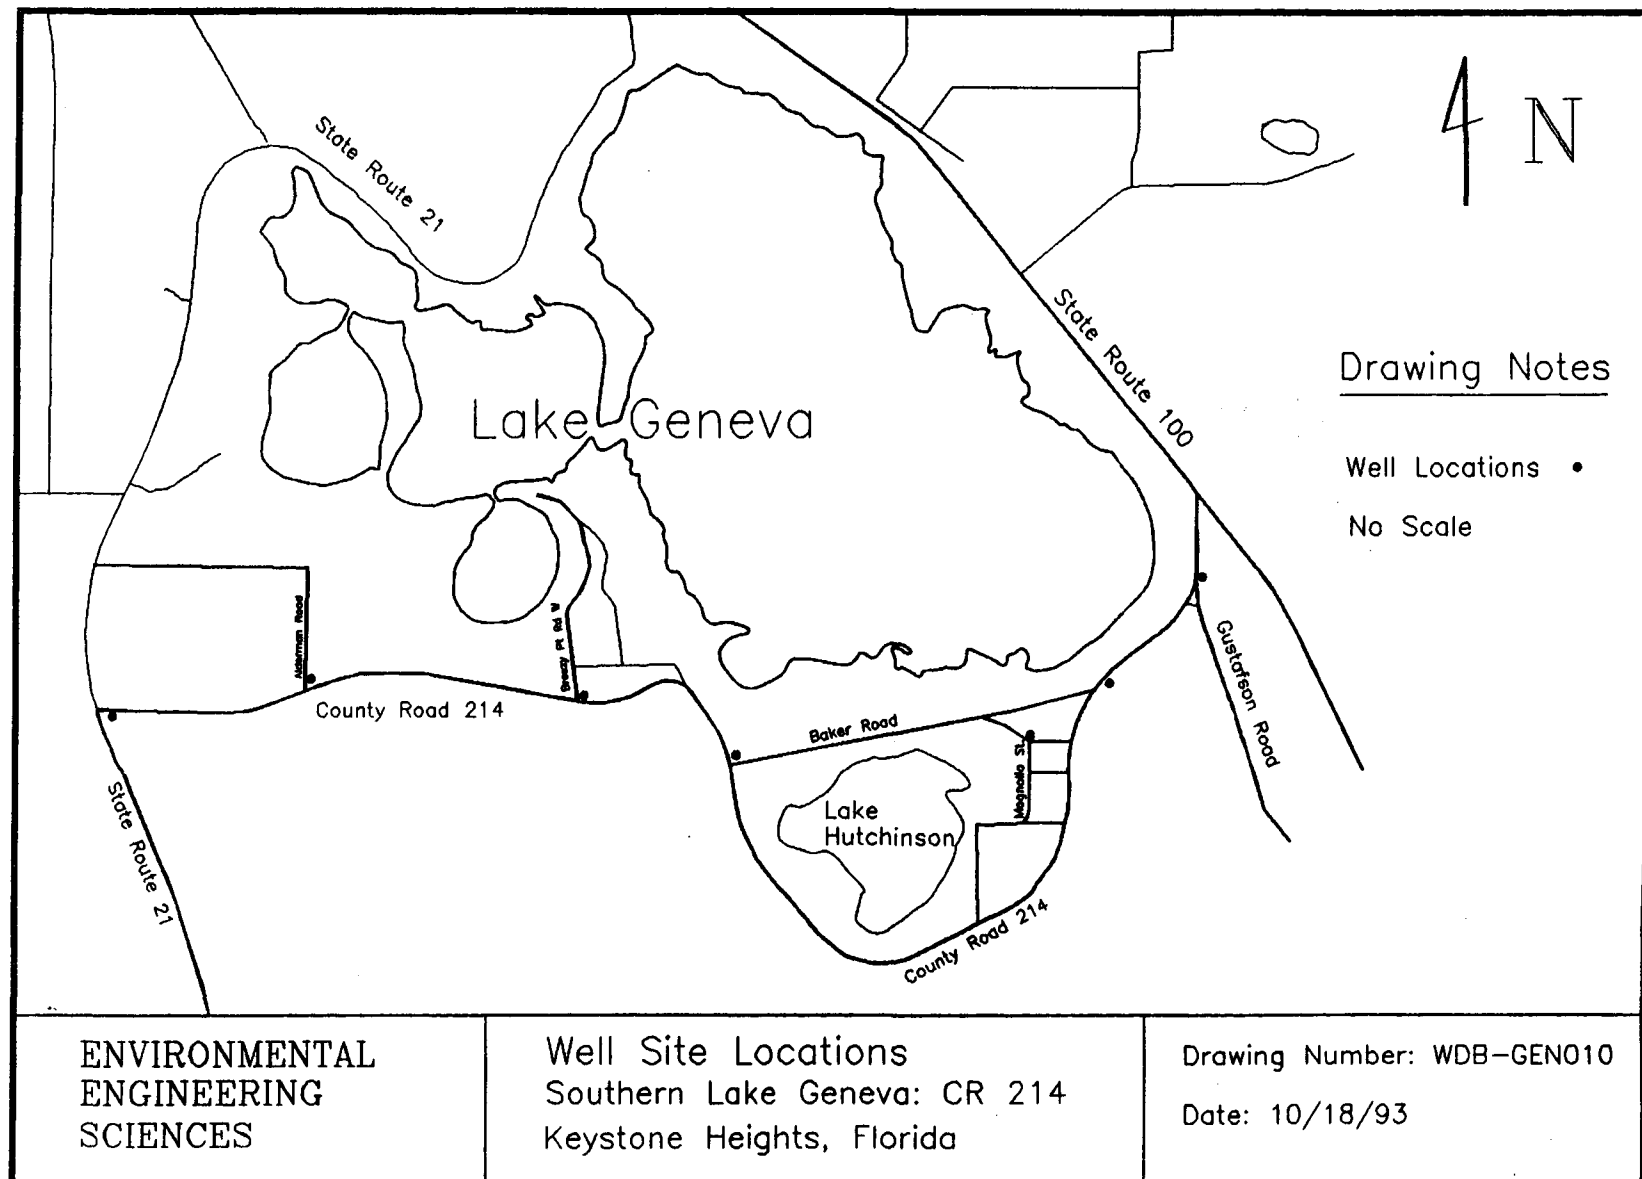 State Route 21
N
State Route 100
Drawing Notes
Lake Geneva
Well Locations
No Scale
Alderman Road
Breezy Pt Rd W
Gustafson Road
County Road 214
Baker Road
Magnolia St.
State Route 21
Lake
Hutchinson
County Road 214
ENVIRONMENTAL
ENGINEERING
SCIENCES
Well Site Locations
Southern Lake Geneva: CR 214
Keystone Heights, Florida
Drawing Number: WDB-GEN010
Date: 10/18/93